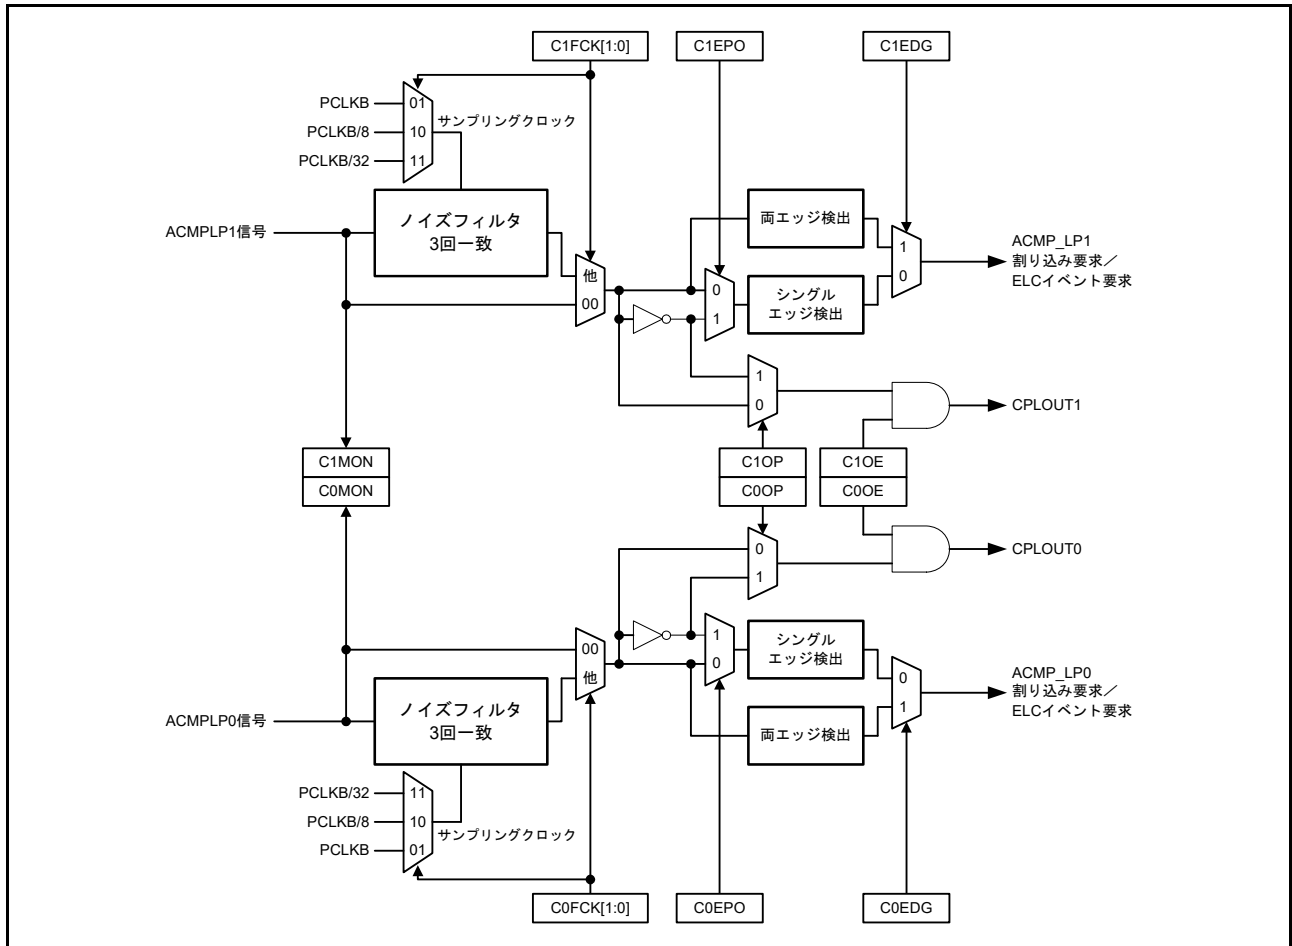 C1FCK[1:0]
C1EPO
C1EDG
PCLKB
01
サンプリングクロック
PCLKB/8
10
PCLKB/32
11
ノイズフィルタ
3回一致
ACMPLP1信号
両エッジ検出
他
00
0
1
シングル
エッジ検出
1
0
ACMP_LP1
割り込み要求／
ELCイベント要求
1
0
CPLOUT1
C1MON
C0MON
C1OP
C0OP
C1OE
C0OE
0
1
CPLOUT0
00
他
1
0
シングル
エッジ検出
0
1
ACMP_LP0
割り込み要求／
ELCイベント要求
ノイズフィルタ
3回一致
ACMPLP0信号
両エッジ検出
PCLKB/32
11
PCLKB/8
10
サンプリングクロック
PCLKB
01
C0FCK[1:0]
C0EPO
C0EDG